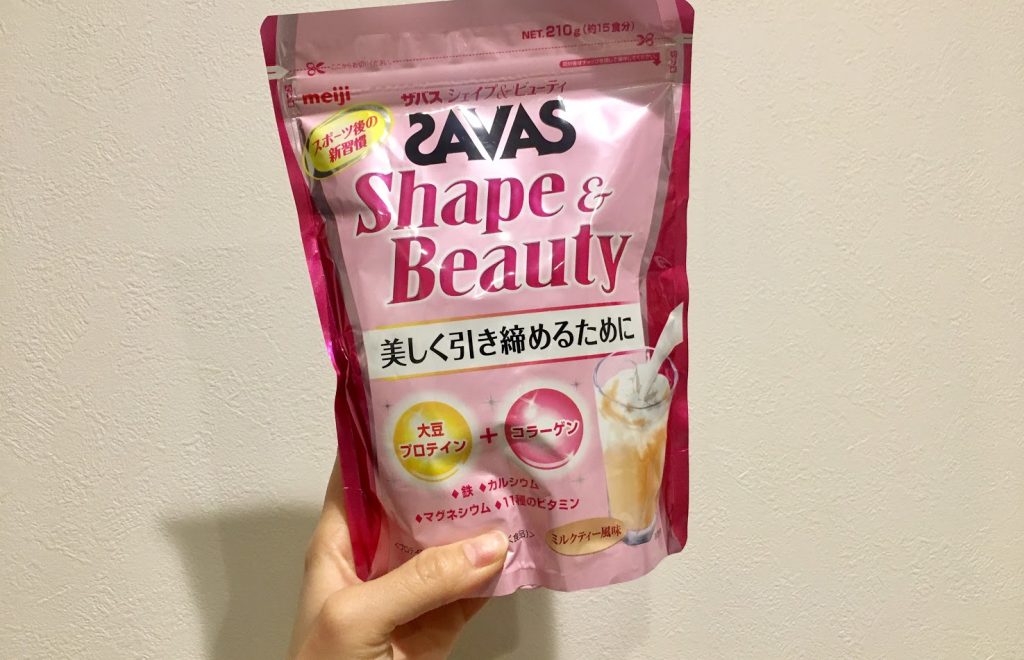 NET.210g(約15食分)
meiji
ザバス シェイプ&ビューティ
SAVAS
スポーツ後の
新習慣
Shape &
Beauty
美しく引き締めるために
大豆
プロテイン
+
コラーゲン
◆鉄 ◆カルシウム
◆マグネシウム ◆11種のビタミン
ミルクティー風味